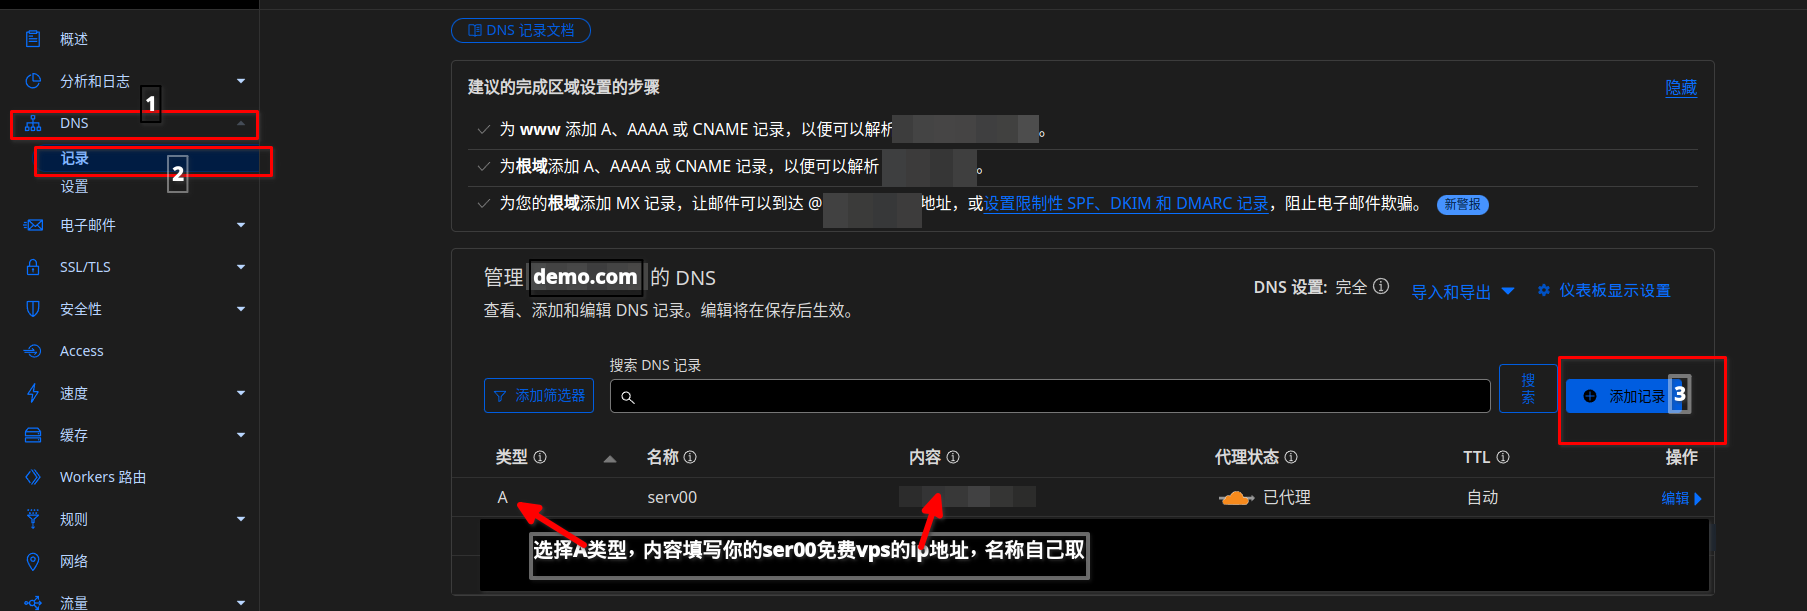 DNS 记录文档
概述
分析和日志
1
DNS
记录
2
设置
电子邮件
SSL/TLS
安全性
Access
速度
缓存
Workers 路由
规则
网络
流量
建议的完成区域设置的步骤
隐藏
为 www 添加 A、AAAA 或 CNAME 记录，以便可以解析 。
为根域添加 A、AAAA 或 CNAME 记录，以便可以解析 。
为您的根域添加 MX 记录，让邮件可以到达 @ 地址，或设置限制性 SPF、DKIM 和 DMARC 记录，阻止电子邮件欺骗。 新警报
管理 demo.com 的 DNS
查看、添加和编辑 DNS 记录。编辑将在保存后生效。
DNS 设置: 完全
导入和导出
仪表板显示设置
搜索 DNS 记录
添加筛选器
搜索
添加记录 3
类型 名称 内容 代理状态 TTL 操作
A serv00 已代理 自动 编辑
选择A类型，内容填写你的ser00免费vps的ip地址，名称自己取